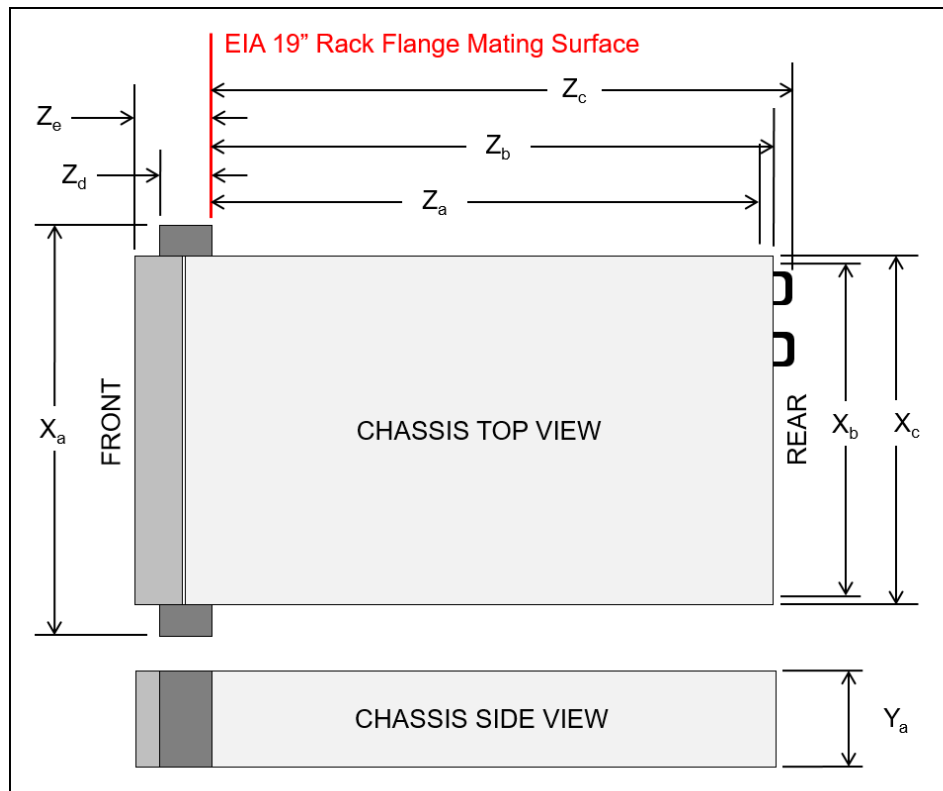 EIA 19” Rack Flange Mating Surface
Zc
Ze
Zb
Zd
Za
FRONT
Xa
CHASSIS TOP VIEW
REAR
Xb
Xc
CHASSIS SIDE VIEW
Ya